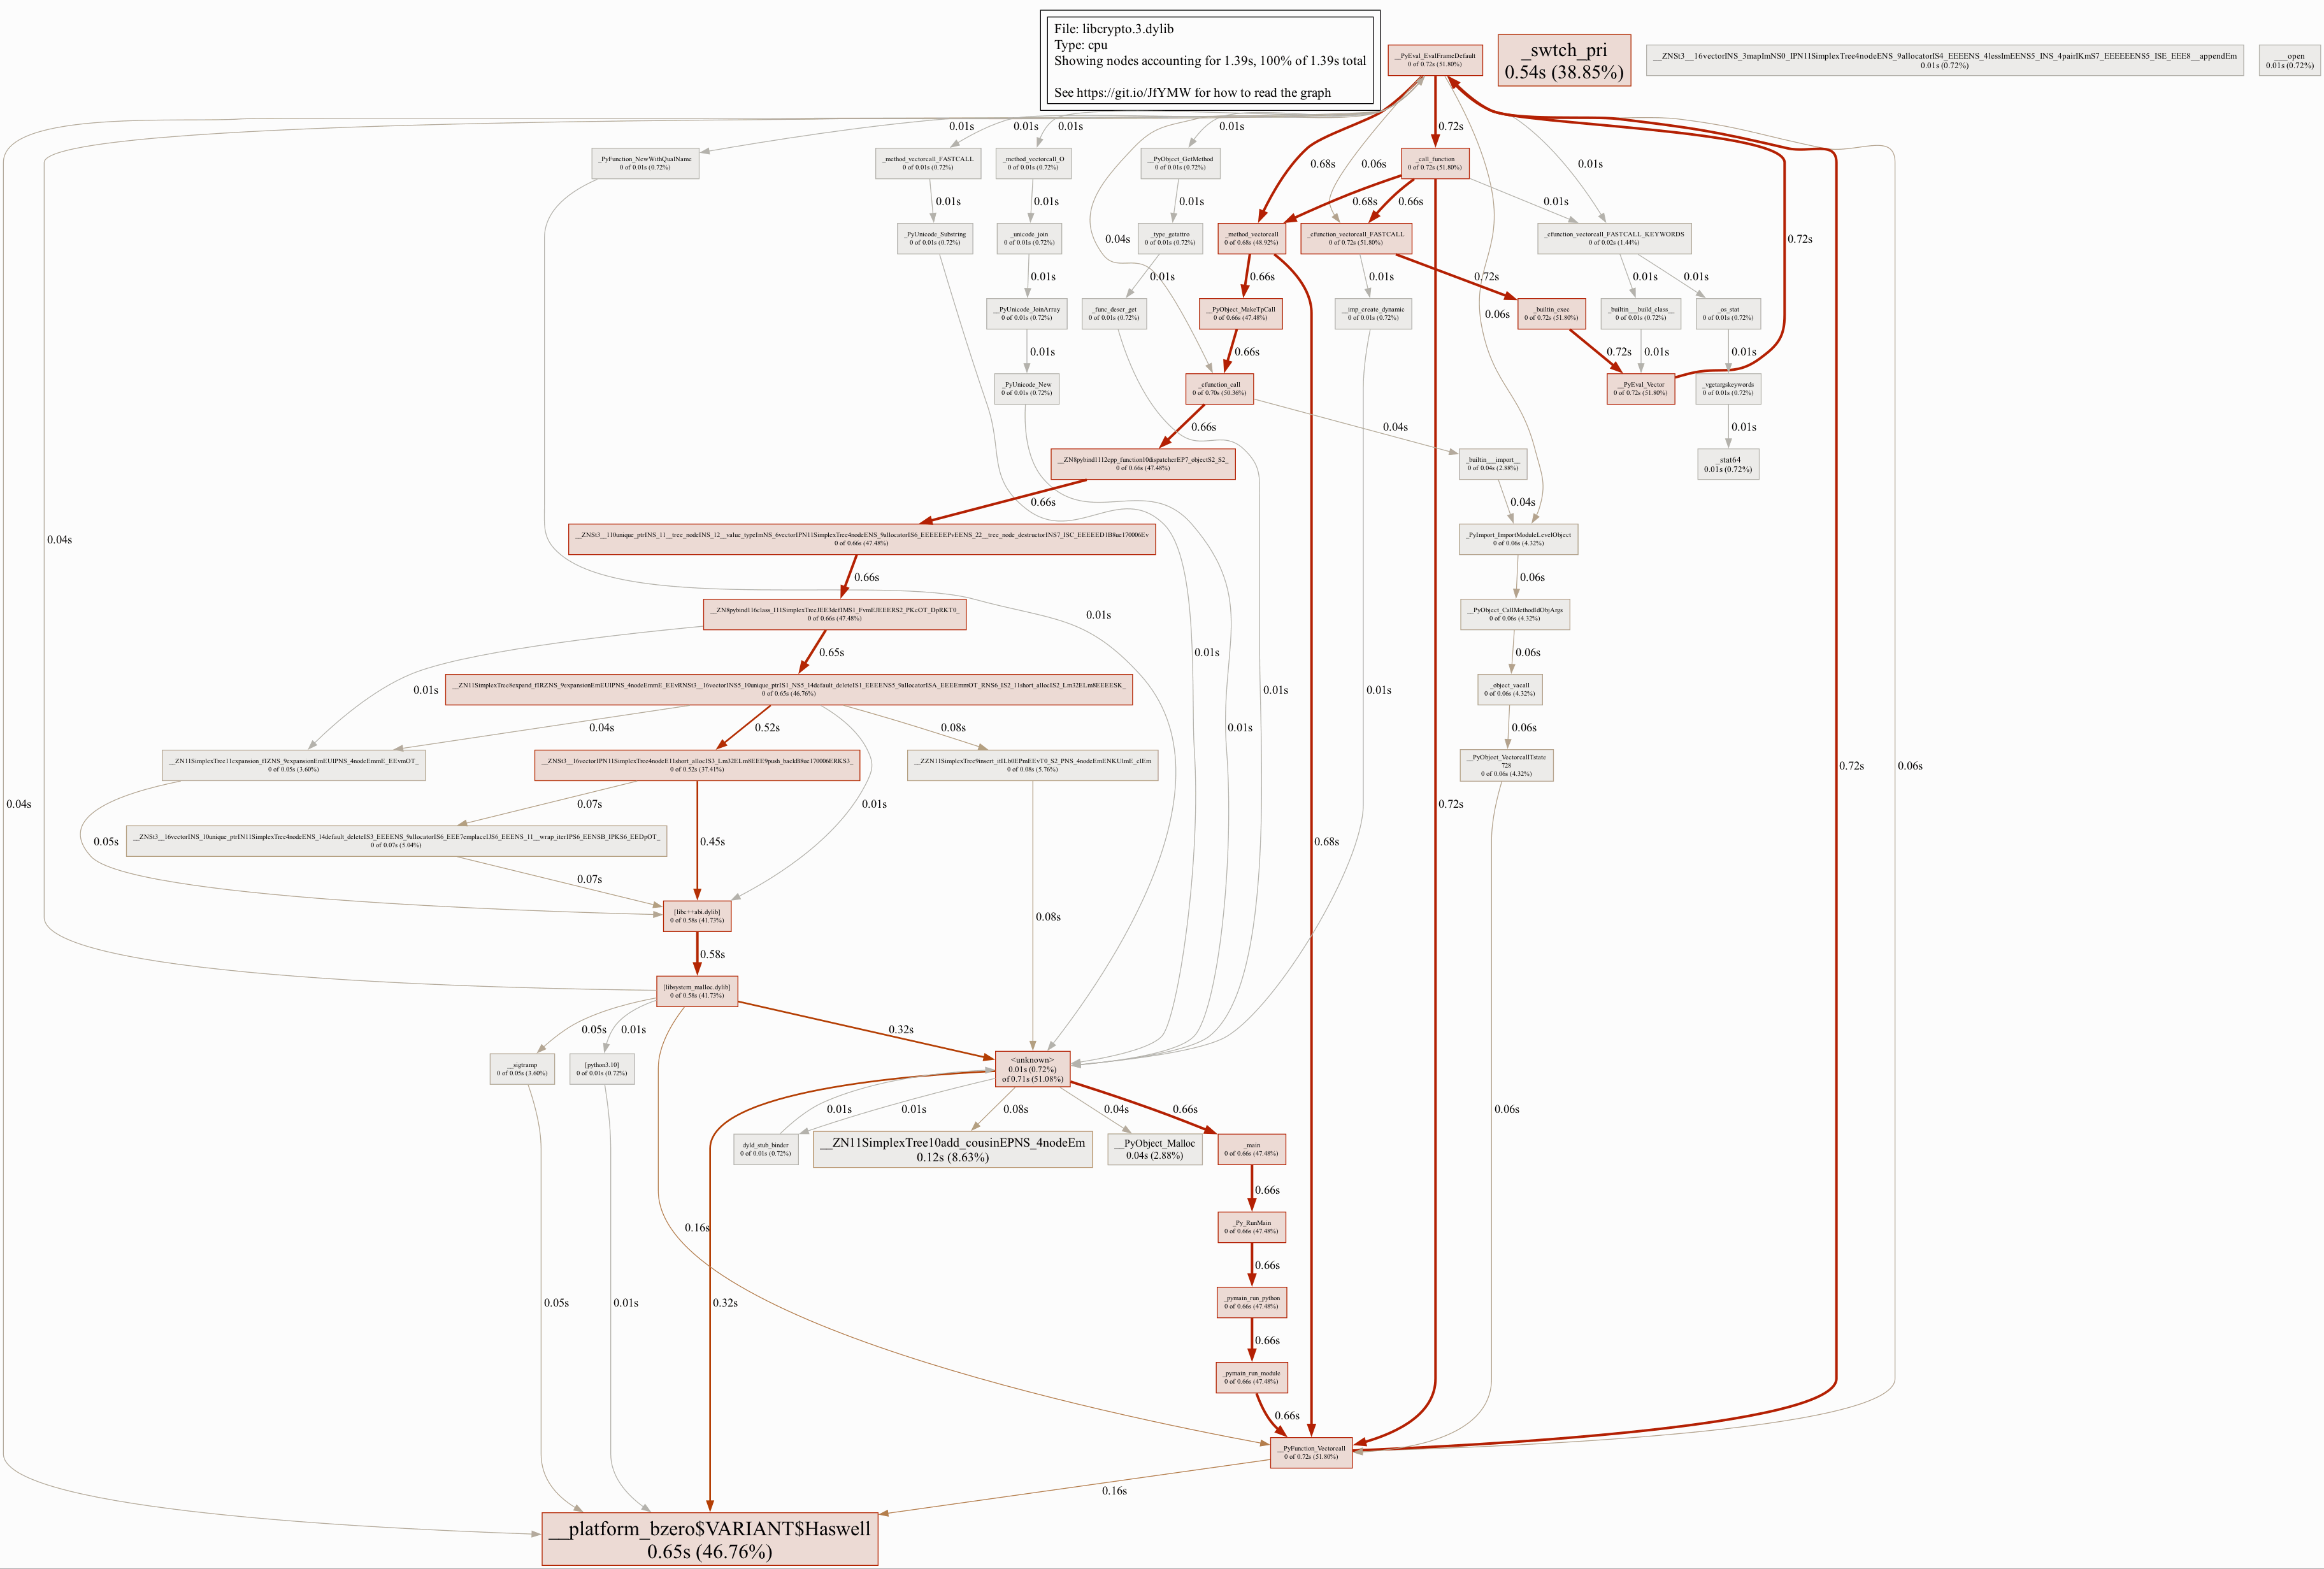 File: libcrypto.3.dylib
Type: cpu
Showing nodes accounting for 1.39s, 100% of 1.39s total
See https://git.io/JfYMW for how to read the graph
__PyEval_EvalFrameDefault
0 of 0.72s (51.80%)
_swtch_pri
0.54s (38.85%)
0.01s (0.72%)
___open
0.01s (0.72%)
0.01s
0.01s
0.01s
0.01s
0.72s
_PyFunction_NewWithQualName
0 of 0.01s (0.72%)
_method_vectorcall_FASTCALL
0 of 0.01s (0.72%)
_method_vectorcall_O
0 of 0.01s (0.72%)
__PyObject_GetMethod
0 of 0.01s (0.72%)
0.68s
0.06s
_call_function
0 of 0.72s (51.80%)
0.01s
0.01s
0.01s
0.01s
0.68s
0.66s
0.01s
_PyUnicode_Substring
0 of 0.01s (0.72%)
_unicode_join
0 of 0.01s (0.72%)
_type_getattro
0 of 0.01s (0.72%)
_method_vectorcall
0 of 0.68s (48.92%)
_cfunction_vectorcall_FASTCALL
0 of 0.72s (51.80%)
_cfunction_vectorcall_FASTCALL_KEYWORDS
0 of 0.02s (1.44%)
0.04s
0.72s
0.01s
0.01s
0.66s
0.01s
0.72s
0.01s
0.01s
__PyUnicode_JoinArray
0 of 0.01s (0.72%)
_func_descr_get
0 of 0.01s (0.72%)
__PyObject_MakeTpCall
0 of 0.66s (47.48%)
__imp_create_dynamic
0 of 0.01s (0.72%)
_builtin_exec
0 of 0.72s (51.80%)
_builtin___build_class__
0 of 0.01s (0.72%)
_os_stat
0 of 0.01s (0.72%)
0.06s
0.01s
0.66s
0.72s
0.01s
0.01s
_PyUnicode_New
0 of 0.01s (0.72%)
_cfunction_call
0 of 0.70s (50.36%)
__PyEval_Vector
0 of 0.72s (51.80%)
_vgetargskeywords
0 of 0.01s (0.72%)
0.66s
0.04s
0.01s
__ZN8pybind1112cpp_function10dispatcherEP7_objectS2_S2_
0 of 0.66s (47.48%)
_builtin___import__
0 of 0.04s (2.88%)
_stat64
0.01s (0.72%)
0.66s
0.04s
0.04s
0 of 0.66s (47.48%)
_PyImport_ImportModuleLevelObject
0 of 0.06s (4.32%)
0.66s
0.06s
0 of 0.66s (47.48%)
__PyObject_CallMethodIdObjArgs
0 of 0.06s (4.32%)
0.01s
0.65s
0.01s
0.06s
0 of 0.65s (46.76%)
_object_vacall
0 of 0.06s (4.32%)
0.01s
0.01s
0.01s
0.04s
0.52s
0.08s
0.01s
0.06s
0 of 0.05s (3.60%)
0 of 0.52s (37.41%)
0 of 0.08s (5.76%)
__PyObject_VectorcallTstate
728
0 of 0.06s (4.32%)
0.72s
0.06s
0.04s
0.07s
0.01s
0.72s
0.05s
0.45s
0.68s
0 of 0.07s (5.04%)
0.07s
[libc++abi.dylib]
0 of 0.58s (41.73%)
0.08s
0.58s
[libsystem_malloc.dylib]
0 of 0.58s (41.73%)
0.05s
0.01s
0.32s
__sigtramp
0 of 0.05s (3.60%)
[python3.10]
0 of 0.01s (0.72%)
<unknown>
0.01s (0.72%)
of 0.71s (51.08%)
0.01s
0.01s
0.08s
0.04s
0.66s
0.06s
dyld_stub_binder
0 of 0.01s (0.72%)
__ZN11SimplexTree10add_cousinEPNS_4nodeEm
0.12s (8.63%)
__PyObject_Malloc
0.04s (2.88%)
_main
0 of 0.66s (47.48%)
0.66s
0.16s
_Py_RunMain
0 of 0.66s (47.48%)
0.66s
0.05s
0.01s
0.32s
_pymain_run_python
0 of 0.66s (47.48%)
0.66s
_pymain_run_module
0 of 0.66s (47.48%)
0.66s
__PyFunction_Vectorcall
0 of 0.72s (51.80%)
0.16s
__platform_bzero$VARIANT$Haswell
0.65s (46.76%)